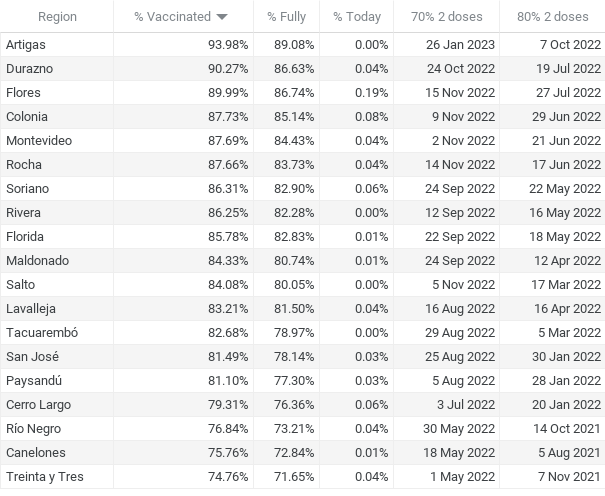 Region % Vaccinated % Fully % Today 70% 2 doses 80% 2 doses
Artigas 93.98% 89.08% 0.00% 26 Jan 2023 7 Oct 2022
Durazno 90.27% 86.63% 0.04% 24 Oct 2022 19 Jul 2022
Flores 89.99% 86.74% 0.19% 15 Nov 2022 27 Jul 2022
Colonia 87.73% 85.14% 0.08% 9 Nov 2022 29 Jun 2022
Montevideo 87.69% 84.43% 0.04% 2 Nov 2022 21 Jun 2022
Rocha 87.66% 83.73% 0.04% 14 Nov 2022 17 Jun 2022
Soriano 86.31% 82.90% 0.06% 24 Sep 2022 22 May 2022
Rivera 86.25% 82.28% 0.00% 12 Sep 2022 16 May 2022
Florida 85.78% 82.83% 0.01% 22 Sep 2022 18 May 2022
Maldonado 84.33% 80.74% 0.01% 24 Sep 2022 12 Apr 2022
Salto 84.08% 80.05% 0.00% 5 Nov 2022 17 Mar 2022
Lavalleja 83.21% 81.50% 0.04% 16 Aug 2022 16 Apr 2022
Tacuarembó 82.68% 78.97% 0.00% 29 Aug 2022 5 Mar 2022
San José 81.49% 78.14% 0.03% 25 Aug 2022 30 Jan 2022
Paysandú 81.10% 77.30% 0.03% 5 Aug 2022 28 Jan 2022
Cerro Largo 79.31% 76.36% 0.06% 3 Jul 2022 20 Jan 2022
Río Negro 76.84% 73.21% 0.04% 30 May 2022 14 Oct 2021
Canelones 75.76% 72.84% 0.01% 18 May 2022 5 Aug 2021
Treinta y Tres 74.76% 71.65% 0.04% 1 May 2022 7 Nov 2021